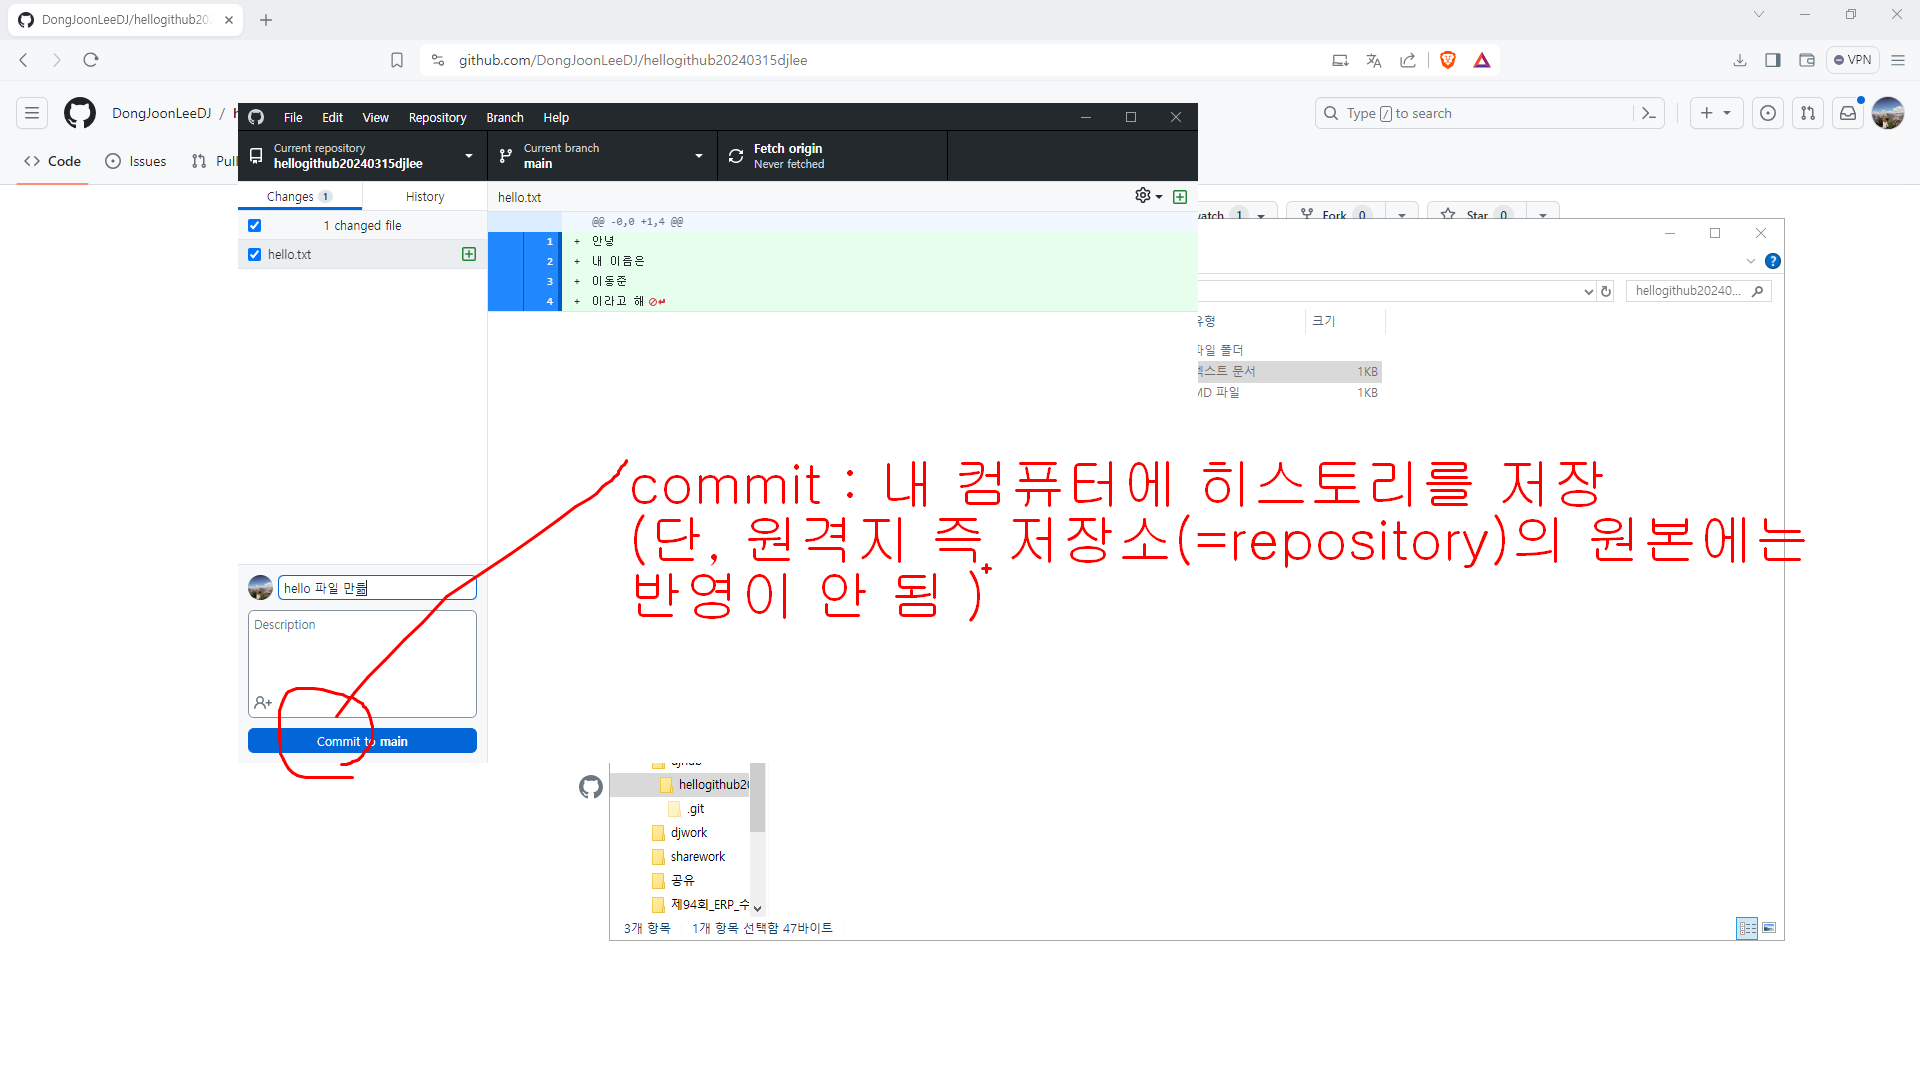 DongJoonLeeDJ/hellogithub202
github.com/DongJoonLeeDJ/hellogithub20240315djlee
VPN
DongJoonLeeDJ /
Type / to search
Code
Issues
File Edit View Repository Branch Help
Current repository
hellogithub20240315djlee
Current branch
main
Fetch origin
Never fetched
Changes 1
History
hello.txt
1 changed file
hello.txt
@@ -0,0 +1,4 @@
1 + 안녕
2 + 내 이름은
3 + 이동준
4 + 이라고 해
1
Fork 0
Star 0
hellogithub20240...
크기
파일 폴더
텍스트 문서 1KB
MD 파일 1KB
commit : 내 컴퓨터에 히스토리를 저장
(단, 원격지 즉 저장소(=repository)의 원본에는
반영이 안 됨 )
hello 파일 만듦
Description
Commit to main
hellogithub20
.git
djwork
sharework
공유
제94회_ERP_수
3개 항목
1개 항목 선택함 47바이트